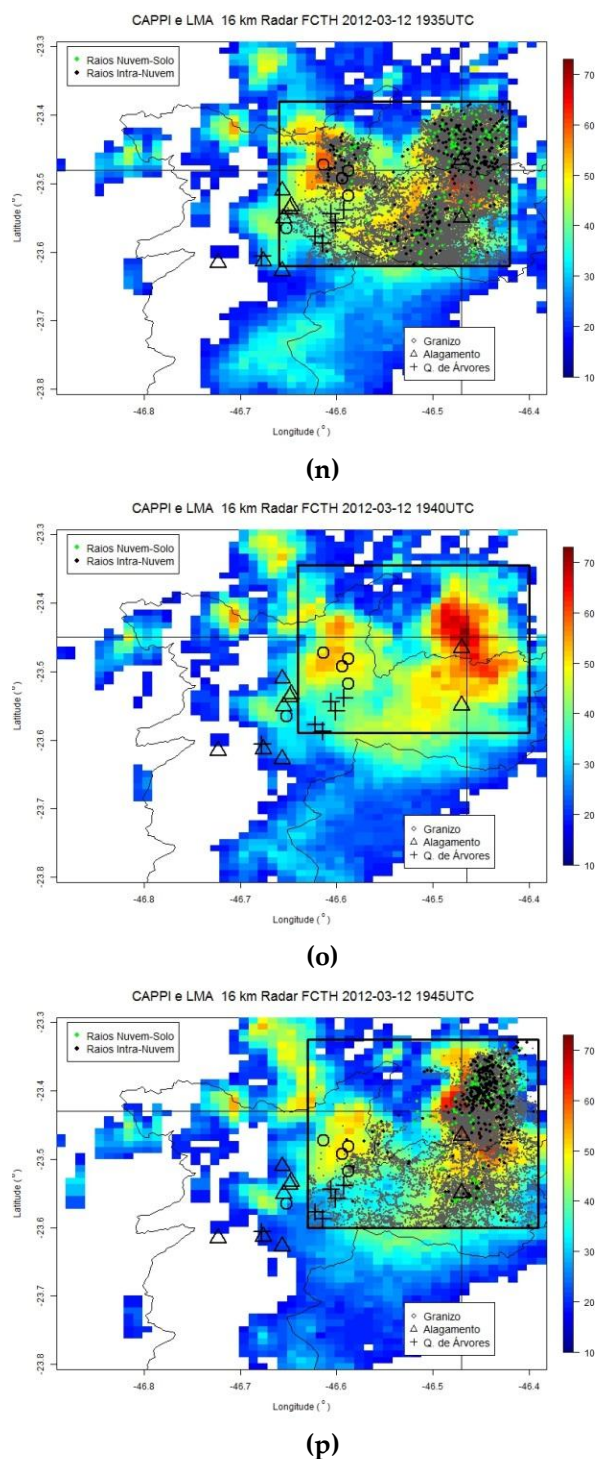 CAPPI e LMA 16 km Radar FCTH 2012-03-12 1935UTC
Raios Nuvem-Solo
Raios Intra-Nuvem
Latitude (°)
-23.3
-23.4
-23.5
-23.6
-23.7
-23.8
Granizo
Alagamento
Q. de Árvores
-46.8 -46.7 -46.6 -46.5 -46.4
Longitude (°)
70
60
50
40
30
20
10
(n)
CAPPI e LMA 16 km Radar FCTH 2012-03-12 1940UTC
Raios Nuvem-Solo
Raios Intra-Nuvem
Latitude (°)
-23.3
-23.4
-23.5
-23.6
-23.7
-23.8
Granizo
Alagamento
Q. de Árvores
-46.8 -46.7 -46.6 -46.5 -46.4
Longitude (°)
70
60
50
40
30
20
10
(o)
CAPPI e LMA 16 km Radar FCTH 2012-03-12 1945UTC
Raios Nuvem-Solo
Raios Intra-Nuvem
Latitude (°)
-23.3
-23.4
-23.5
-23.6
-23.7
-23.8
Granizo
Alagamento
Q. de Árvores
-46.8 -46.7 -46.6 -46.5 -46.4
Longitude (°)
70
60
50
40
30
20
10
(p)